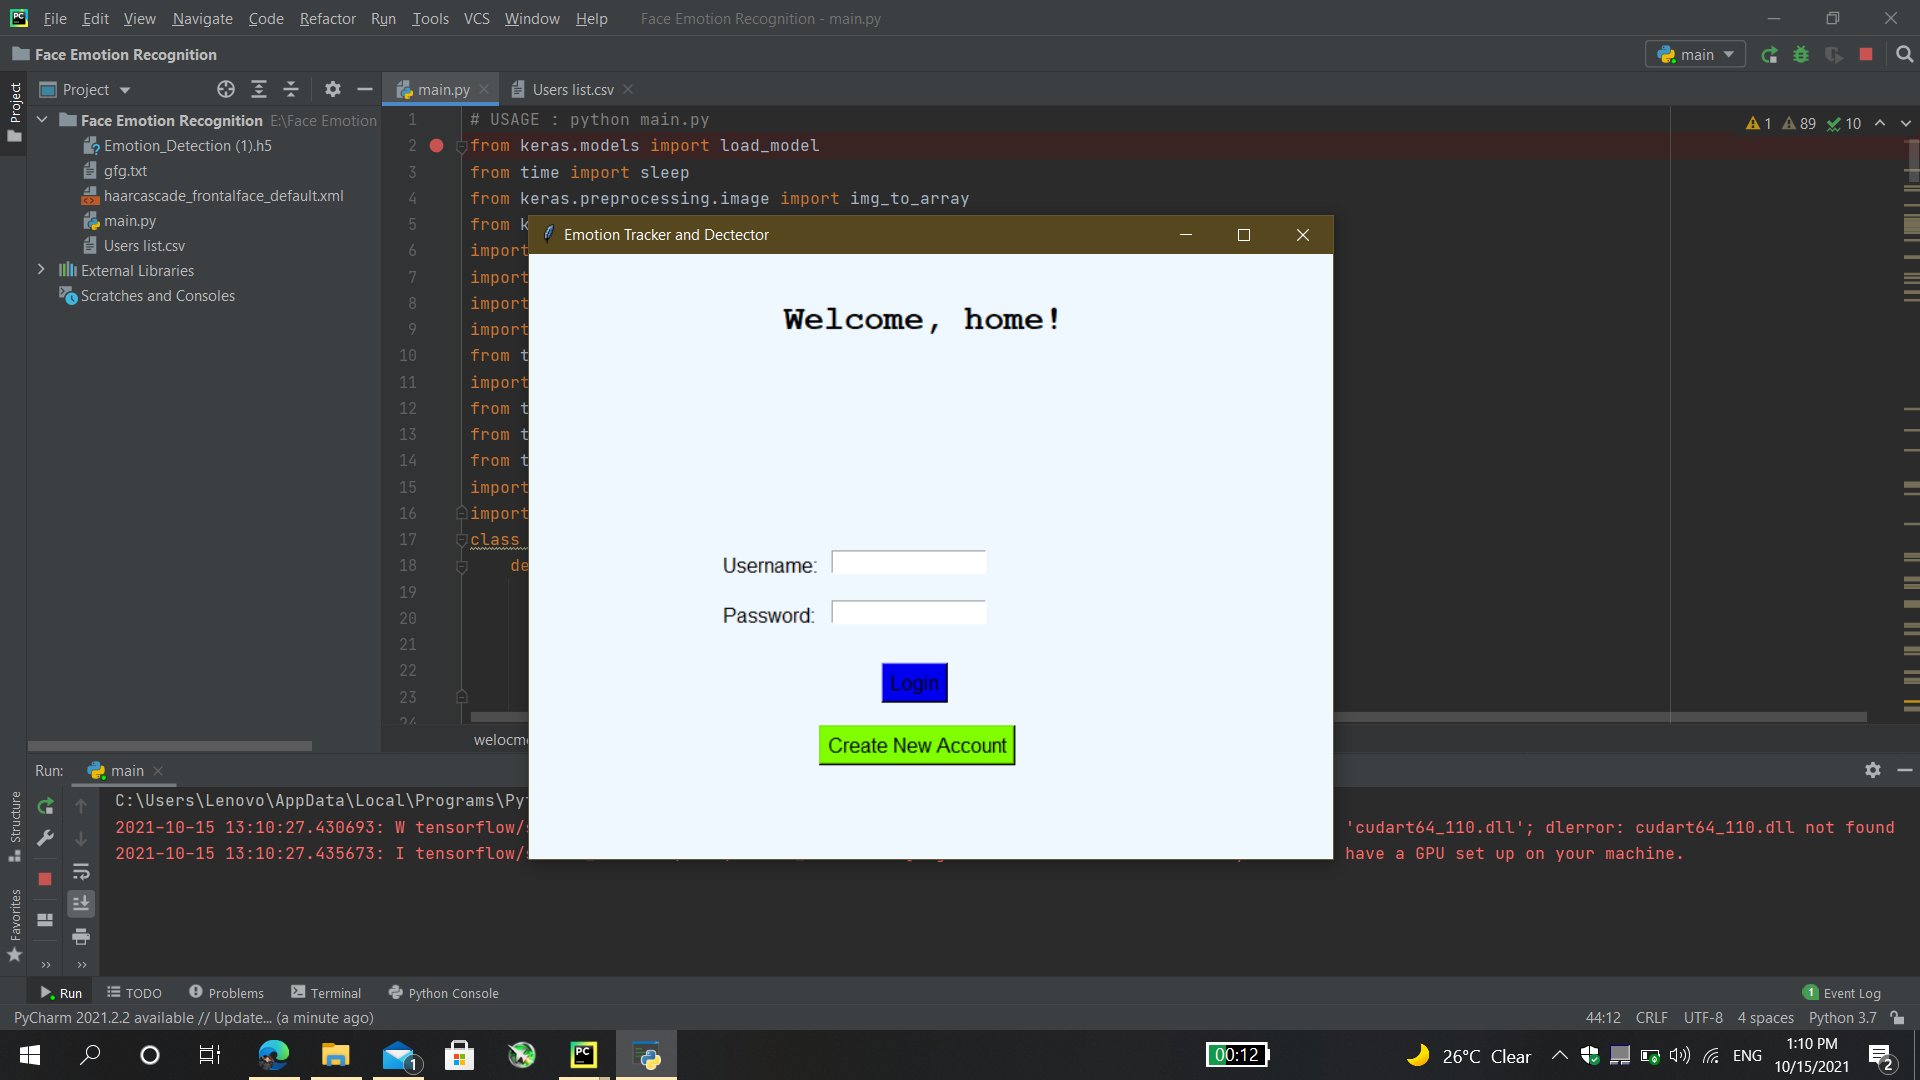 File Edit View Navigate Code Refactor Run Tools VCS Window Help Face Emotion Recognition - main.py
Face Emotion Recognition
main
Project
Project
main.py
Users list.csv
Face Emotion Recognition E:\Face Emotion
Emotion_Detection (1).h5
gfg.txt
haarcascade_frontalface_default.xml
main.py
Users list.csv
External Libraries
Scratches and Consoles
1 # USAGE : python main.py
1 89 10
2 from keras.models import load_model
3 from time import sleep
4 from keras.preprocessing.image import img_to_array
5 from k
6 import
7 import
8 import
9 import
10 from t
11 import
12 from t
13 from t
14 from t
15 import
16 import
17 class
18 de
19
20
21
22
23
24
Emotion Tracker and Dectector
Welcome, home!
Username:
Password:
Login
Create New Account
welocm
Run: main
Structure
Favorites
C:\Users\Lenovo\AppData\Local\Programs\Py
2021-10-15 13:10:27.430693: W tensorflow/ 'cudart64_110.dll'; dlerror: cudart64_110.dll not found
2021-10-15 13:10:27.435673: I tensorflow/ have a GPU set up on your machine.
Run TODO Problems Terminal Python Console 1 Event Log
PyCharm 2021.2.2 available // Update... (a minute ago) 44:12 CRLF UTF-8 4 spaces Python 3.7
1
00:12
26°C Clear
ENG
1:10 PM
10/15/2021
2